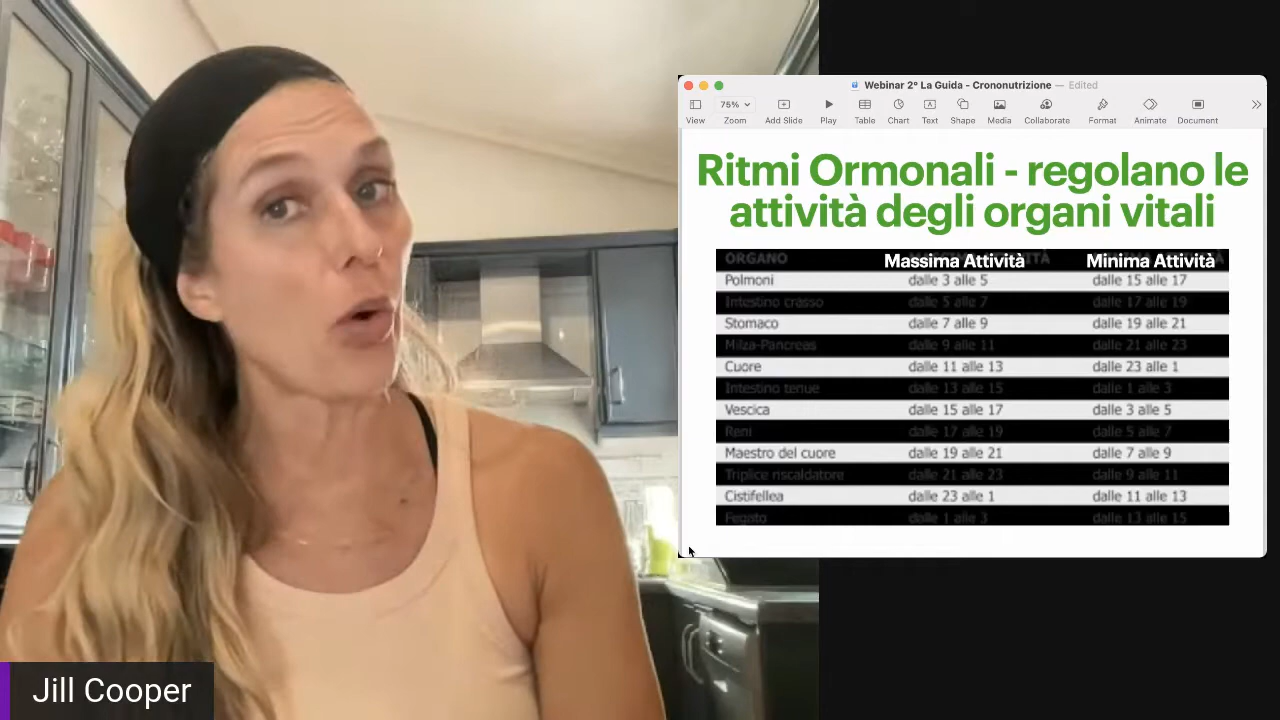 Webinar 2° La Guida - Crononutrizione — Edited
75%
View Zoom Add Slide Play Table Chart Text Shape Media Collaborate Format Animate Document
Ritmi Ormonali - regolano le
attività degli organi vitali
ORGANO Massima Attività Minima Attività
Polmoni dalle 3 alle 5 dalle 15 alle 17
Intestino crasso dalle 5 alle 7 dalle 17 alle 19
Stomaco dalle 7 alle 9 dalle 19 alle 21
Milza-Pancreas dalle 9 alle 11 dalle 21 alle 23
Cuore dalle 11 alle 13 dalle 23 alle 1
Intestino tenue dalle 13 alle 15 dalle 1 alle 3
Vescica dalle 15 alle 17 dalle 3 alle 5
Reni dalle 17 alle 19 dalle 5 alle 7
Maestro del cuore dalle 19 alle 21 dalle 7 alle 9
Triplice riscaldatore dalle 21 alle 23 dalle 9 alle 11
Cistifellea dalle 23 alle 1 dalle 11 alle 13
Fegato dalle 1 alle 3 dalle 13 alle 15
Jill Cooper